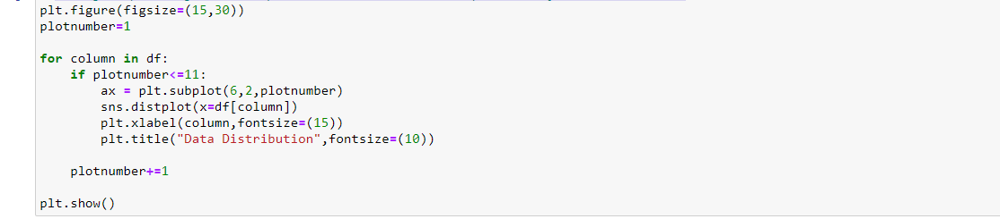 plt.figure(figsize=(15,30))
plotnumber=1
for column in df:
    if plotnumber<=11:
        ax = plt.subplot(6,2,plotnumber)
        sns.distplot(x=df[column])
        plt.xlabel(column,fontsize=(15))
        plt.title("Data Distribution",fontsize=(10))
    plotnumber+=1
plt.show()